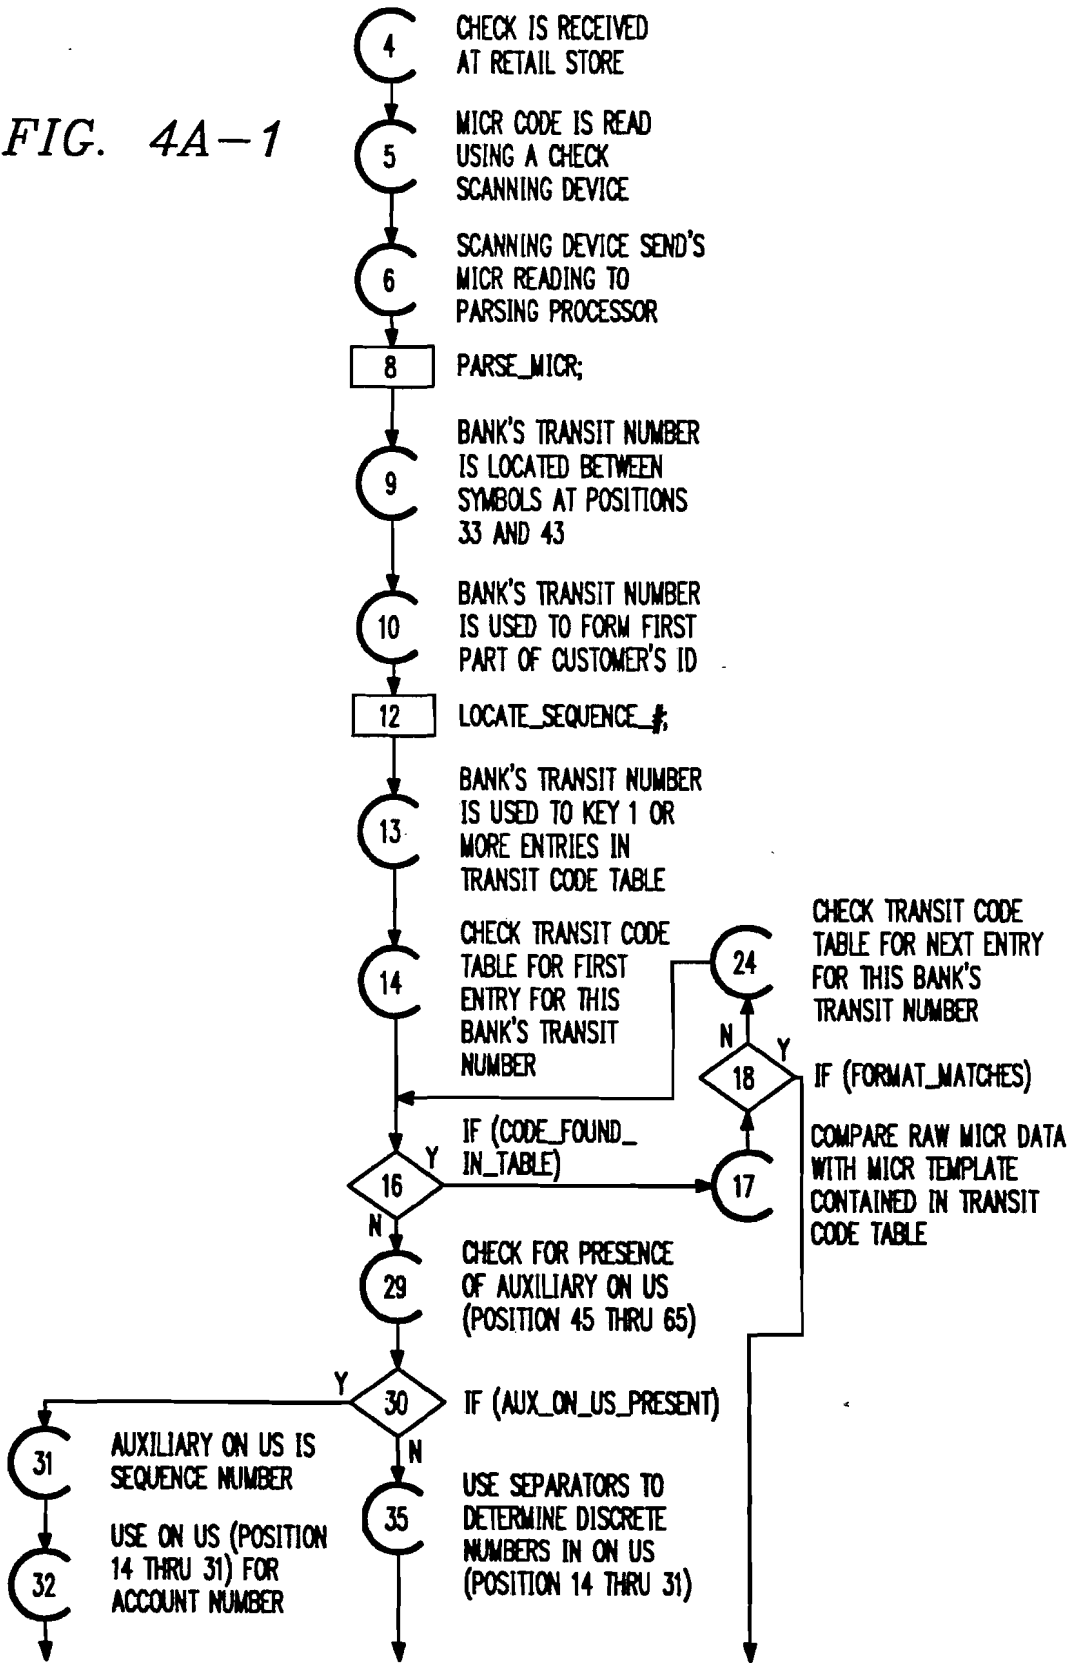 FIG. 4A-1
4
CHECK IS RECEIVED
AT RETAIL STORE
5
MICR CODE IS READ
USING A CHECK
SCANNING DEVICE
6
SCANNING DEVICE SEND'S
MICR READING TO
PARSING PROCESSOR
8
PARSE_MICR;
9
BANK'S TRANSIT NUMBER
IS LOCATED BETWEEN
SYMBOLS AT POSITIONS
33 AND 43
10
BANK'S TRANSIT NUMBER
IS USED TO FORM FIRST
PART OF CUSTOMER'S ID
12
LOCATE_SEQUENCE_#;
13
BANK'S TRANSIT NUMBER
IS USED TO KEY 1 OR
MORE ENTRIES IN
TRANSIT CODE TABLE
14
CHECK TRANSIT CODE
TABLE FOR FIRST
ENTRY FOR THIS
BANK'S TRANSIT
NUMBER
24
CHECK TRANSIT CODE
TABLE FOR NEXT ENTRY
FOR THIS BANK'S
TRANSIT NUMBER
N
Y
18
IF (FORMAT_MATCHES)
16
IF (CODE_FOUND_
IN_TABLE)
Y
N
17
COMPARE RAW MICR DATA
WITH MICR TEMPLATE
CONTAINED IN TRANSIT
CODE TABLE
29
CHECK FOR PRESENCE
OF AUXILIARY ON US
(POSITION 45 THRU 65)
Y
30
IF (AUX_ON_US_PRESENT)
N
31
AUXILIARY ON US IS
SEQUENCE NUMBER
32
USE ON US (POSITION
14 THRU 31) FOR
ACCOUNT NUMBER
35
USE SEPARATORS TO
DETERMINE DISCRETE
NUMBERS IN ON US
(POSITION 14 THRU 31)